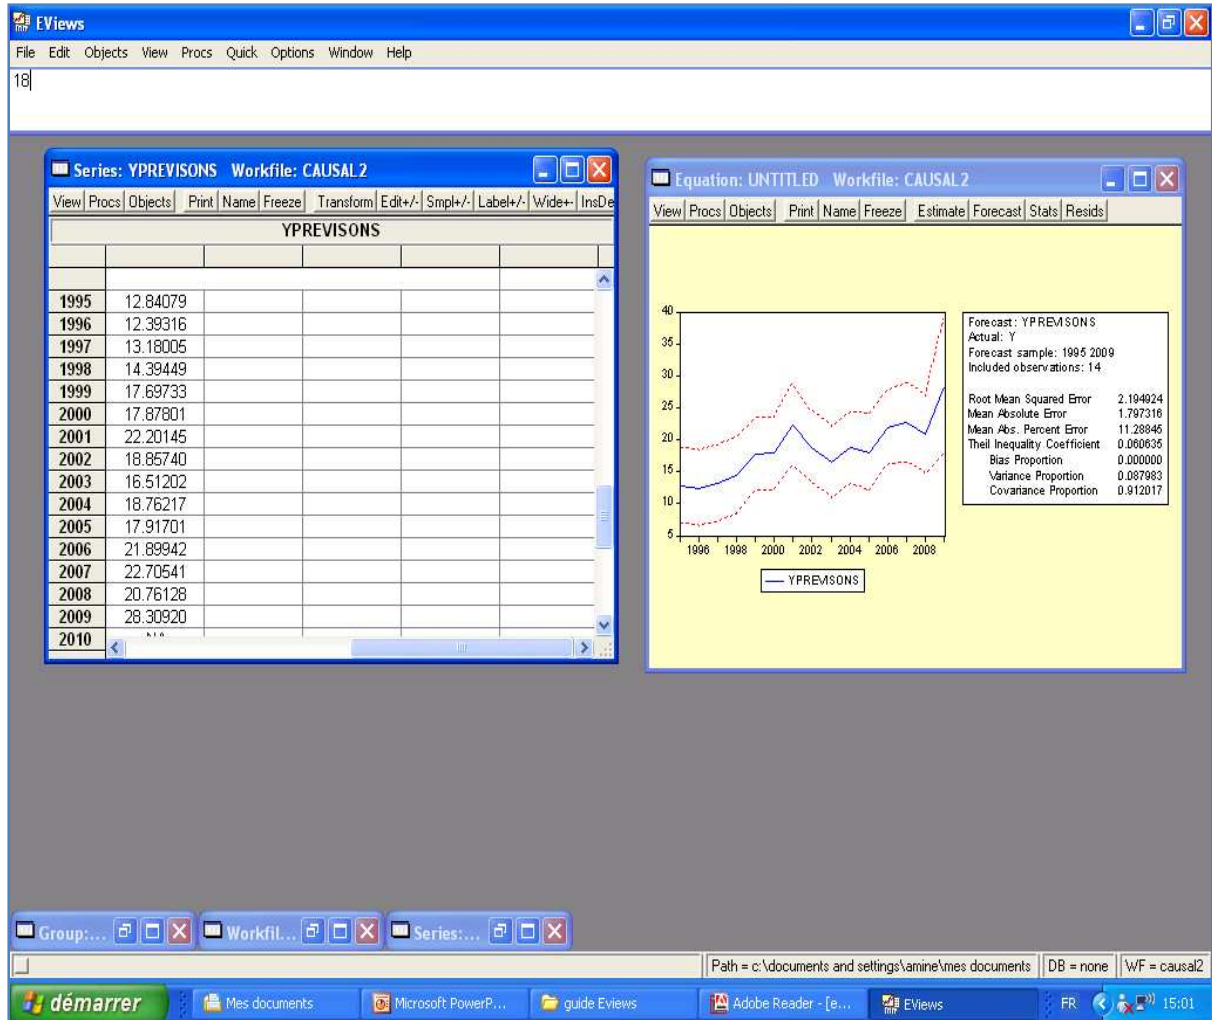 EViews
File Edit Objects View Procs Quick Options Window Help
18
Series: YPREVISONS Workfile: CAUSAL2
View Procs Objects Print Name Freeze Transform Edit+/- Smpl+/- Label+/- Wide+- InsDe
YPREVISONS
1995 12.84079
1996 12.39316
1997 13.18005
1998 14.39449
1999 17.69733
2000 17.87801
2001 22.20145
2002 18.85740
2003 16.51202
2004 18.76217
2005 17.91701
2006 21.89942
2007 22.70541
2008 20.76128
2009 28.30920
2010
Equation: UNTITLED Workfile: CAUSAL2
View Procs Objects Print Name Freeze Estimate Forecast Stats Resids
40
35
30
25
20
15
10
5
1996 1998 2000 2002 2004 2006 2008
YPREVISONS
Forecast: YPREVISONS
Actual: Y
Forecast sample: 1995 2009
Included observations: 14
Root Mean Squared Error 2.194924
Mean Absolute Error 1.797316
Mean Abs. Percent Error 11.28845
Theil Inequality Coefficient 0.060635
Bias Proportion 0.000000
Variance Proportion 0.087983
Covariance Proportion 0.912017
Group:... Workfil... Series:...
Path = c:\documents and settings\amine\mes documents DB = none WF = causal2
démarrer Mes documents Microsoft PowerP... guide Eviews Adobe Reader - [e... EViews FR 15:01